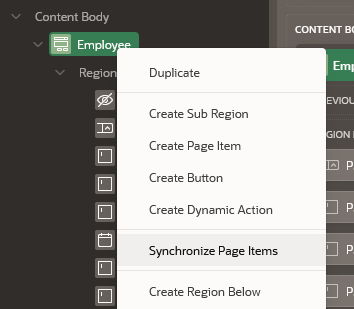 Content Body
Employee
Region
Duplicate
Create Sub Region
Create Page Item
Create Button
Create Dynamic Action
Synchronize Page Items
Create Region Below
CONTENT BO
Emp
EVIOU
GION
P
P
P
P